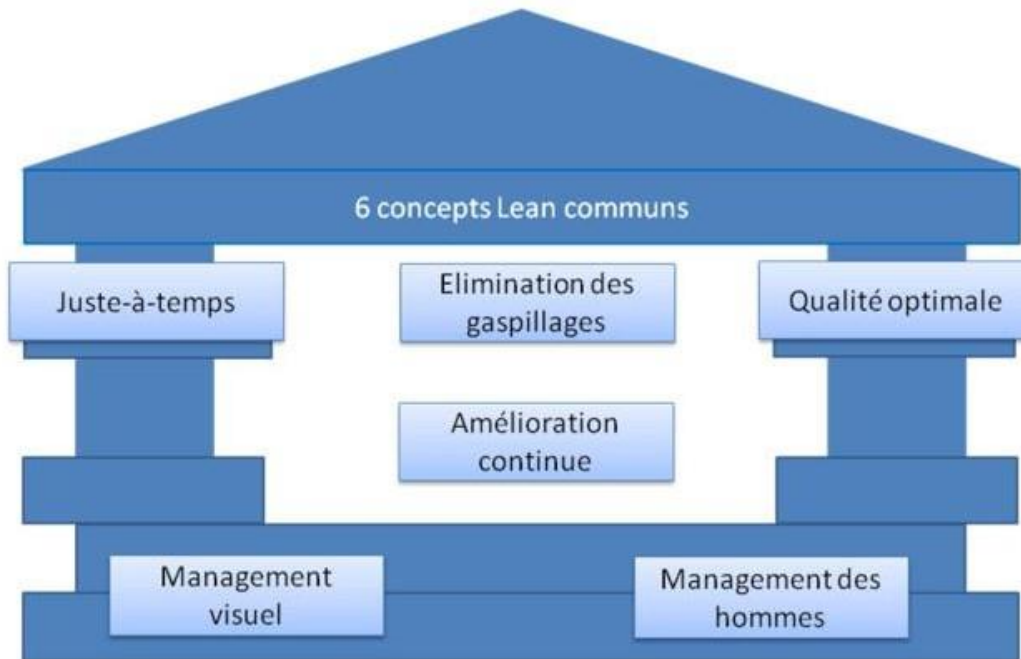 6 concepts Lean communs
Juste-à-temps
Elimination des
gaspillages
Qualité optimale
Amélioration
continue
Management
visuel
Management des
hommes